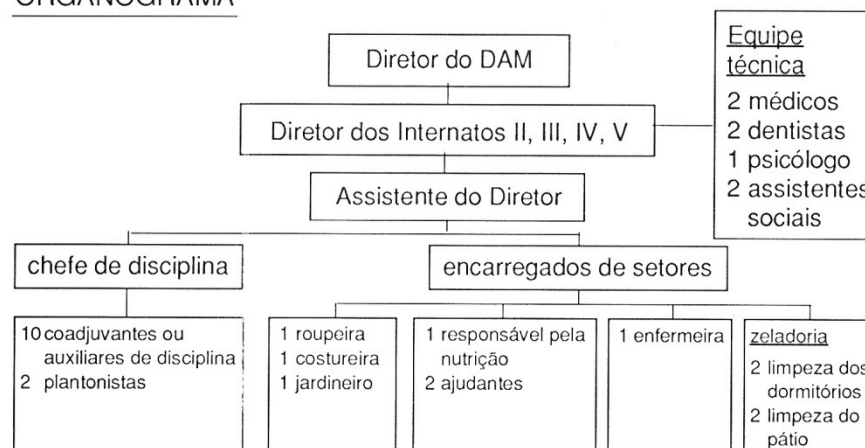 ORGANOGRAMA
Diretor do DAM
Diretor dos Internatos II, III, IV, V
Assistente do Diretor
Equipe
técnica
2 médicos
2 dentistas
1 psicólogo
2 assistentes
sociais
chefe de disciplina
encarregados de setores
10 coadjuvantes ou
auxiliares de disciplina
2 plantonistas
1 roupeira
1 costureira
1 jardineiro
1 responsável pela
nutrição
2 ajudantes
1 enfermeira
zeladoria
2 limpeza dos
dormitórios
2 limpeza do
pátio